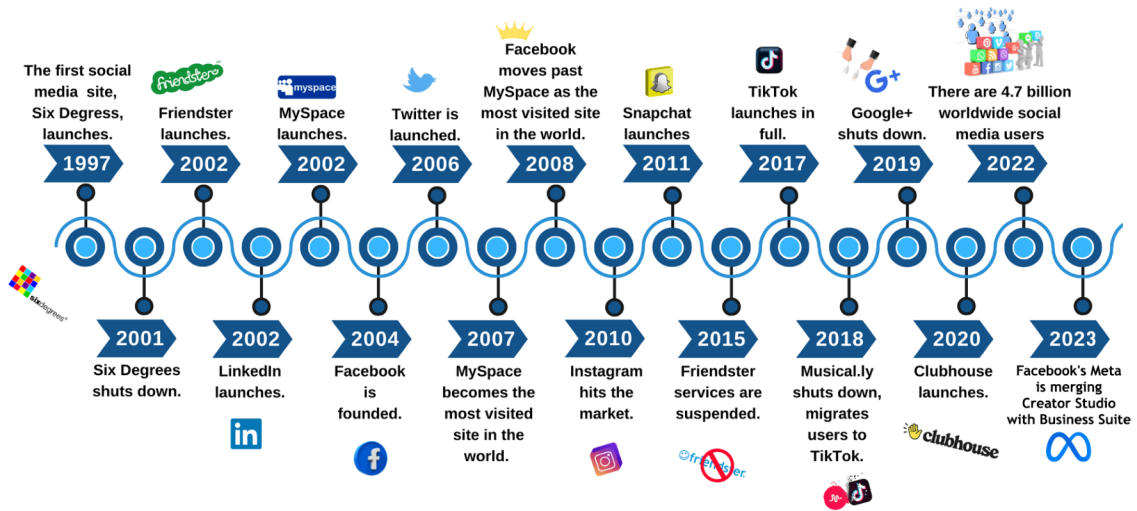 The first social
media site,
Six Degress,
launches.
1997
sixdegrees®
2001
Six Degrees
shuts down.
friendster
Friendster
launches.
2002
2002
LinkedIn
launches.
in
myspace
MySpace
launches.
2002
2004
Facebook
is
founded.
f
Twitter is
launched.
2006
2007
MySpace
becomes the
most visited
site in the
world.
Facebook
moves past
MySpace as the
most visited site
in the world.
2008
2010
Instagram
hits the
market.
Snapchat
launches
2011
2015
Friendster
services are
suspended.
friendster
TikTok
launches in
full.
2017
2018
Musical.ly
shuts down,
migrates
users to
TikTok.
G+
Google+
shuts down.
2019
2020
Clubhouse
launches.
clubhouse
There are 4.7 billion
worldwide social
media users
2022
2023
Facebook's Meta
is merging
Creator Studio
with Business Suite